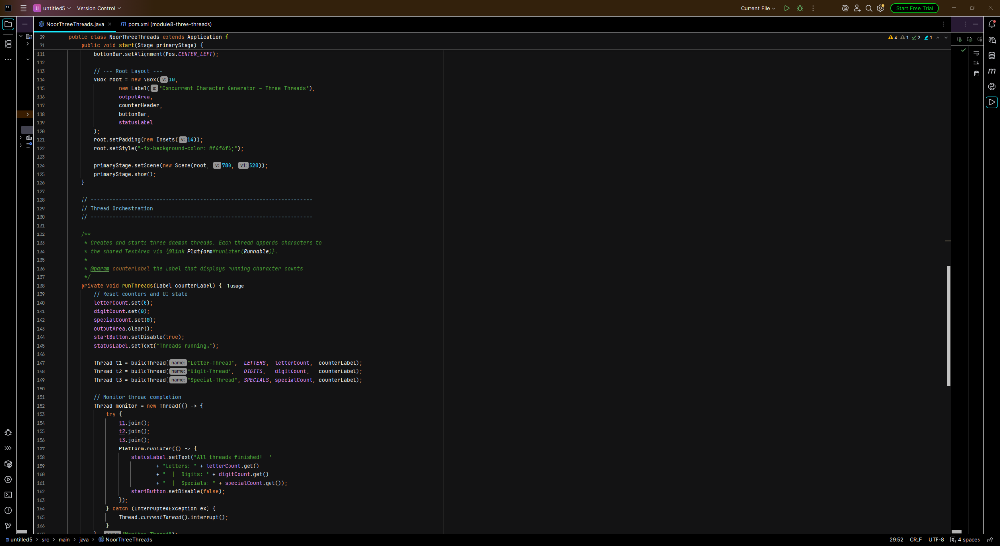 U untitled5 Version Control Current File Start Free Trial
NoorThreeThreads.java × m pom.xml (module8-three-threads)
29 public class NoorThreeThreads extends Application { 4 1 2 1
71 public void start(Stage primaryStage) {
111 buttonBar.setAlignment(Pos.CENTER_LEFT);
112
113 // --- Root Layout ---
114 VBox root = new VBox( v: 10,
115 new Label( s: "Concurrent Character Generator – Three Threads"),
116 outputArea,
117 counterHeader,
118 buttonBar,
119 statusLabel
120 );
121 root.setPadding(new Insets( v: 14));
122 root.setStyle("-fx-background-color: #f4f4f4;");
123
124 primaryStage.setScene(new Scene(root, v: 780, v1: 520));
125 primaryStage.show();
126 }
127
128 // -----------------------------------------------------------------------
129 // Thread Orchestration
130 // -----------------------------------------------------------------------
131
132 /**
133 * Creates and starts three daemon threads. Each thread appends characters to
134 * the shared TextArea via {@link Platform#runLater(Runnable)}.
135 *
136 * @param counterLabel the Label that displays running character counts
137 */
138 private void runThreads(Label counterLabel) { 1 usage
139 // Reset counters and UI state
140 letterCount.set(0);
141 digitCount.set(0);
142 specialCount.set(0);
143 outputArea.clear();
144 startButton.setDisable(true);
145 statusLabel.setText("Threads running…");
146
147 Thread t1 = buildThread( name: "Letter-Thread", LETTERS, letterCount, counterLabel);
148 Thread t2 = buildThread( name: "Digit-Thread", DIGITS, digitCount, counterLabel);
149 Thread t3 = buildThread( name: "Special-Thread", SPECIALS, specialCount, counterLabel);
150
151 // Monitor thread completion
152 Thread monitor = new Thread(() -> {
153 try {
154 t1.join();
155 t2.join();
156 t3.join();
157 Platform.runLater(() -> {
158 statusLabel.setText("All threads finished!  "
159 + "Letters: " + letterCount.get()
160 + "  |  Digits: " + digitCount.get()
161 + "  |  Specials: " + specialCount.get());
162 startButton.setDisable(false);
163 });
164 } catch (InterruptedException ex) {
165 Thread.currentThread().interrupt();
166 }
untitled5 > src > main > java > NoorThreeThreads 29:52 CRLF UTF-8 4 spaces